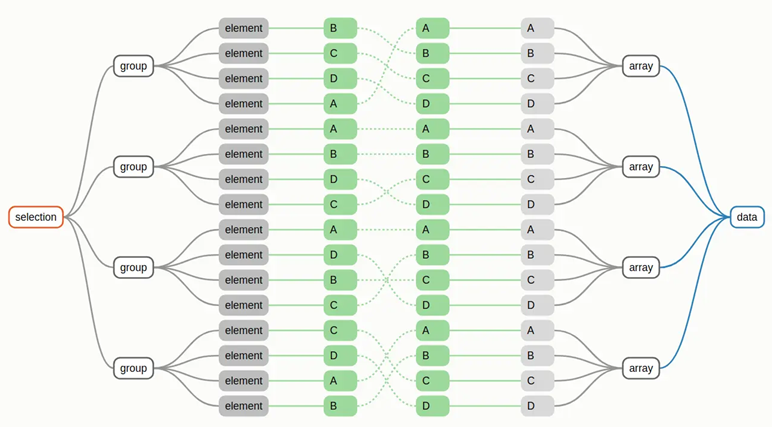 element B A A
element C B B
group array
element D C C
element A D D
element A A A
element B B B
group array
element D C C
element C D D
selection data
element A A A
element D B B
group array
element B C C
element C D D
element C A A
element D B B
group array
element A C C
element B D D